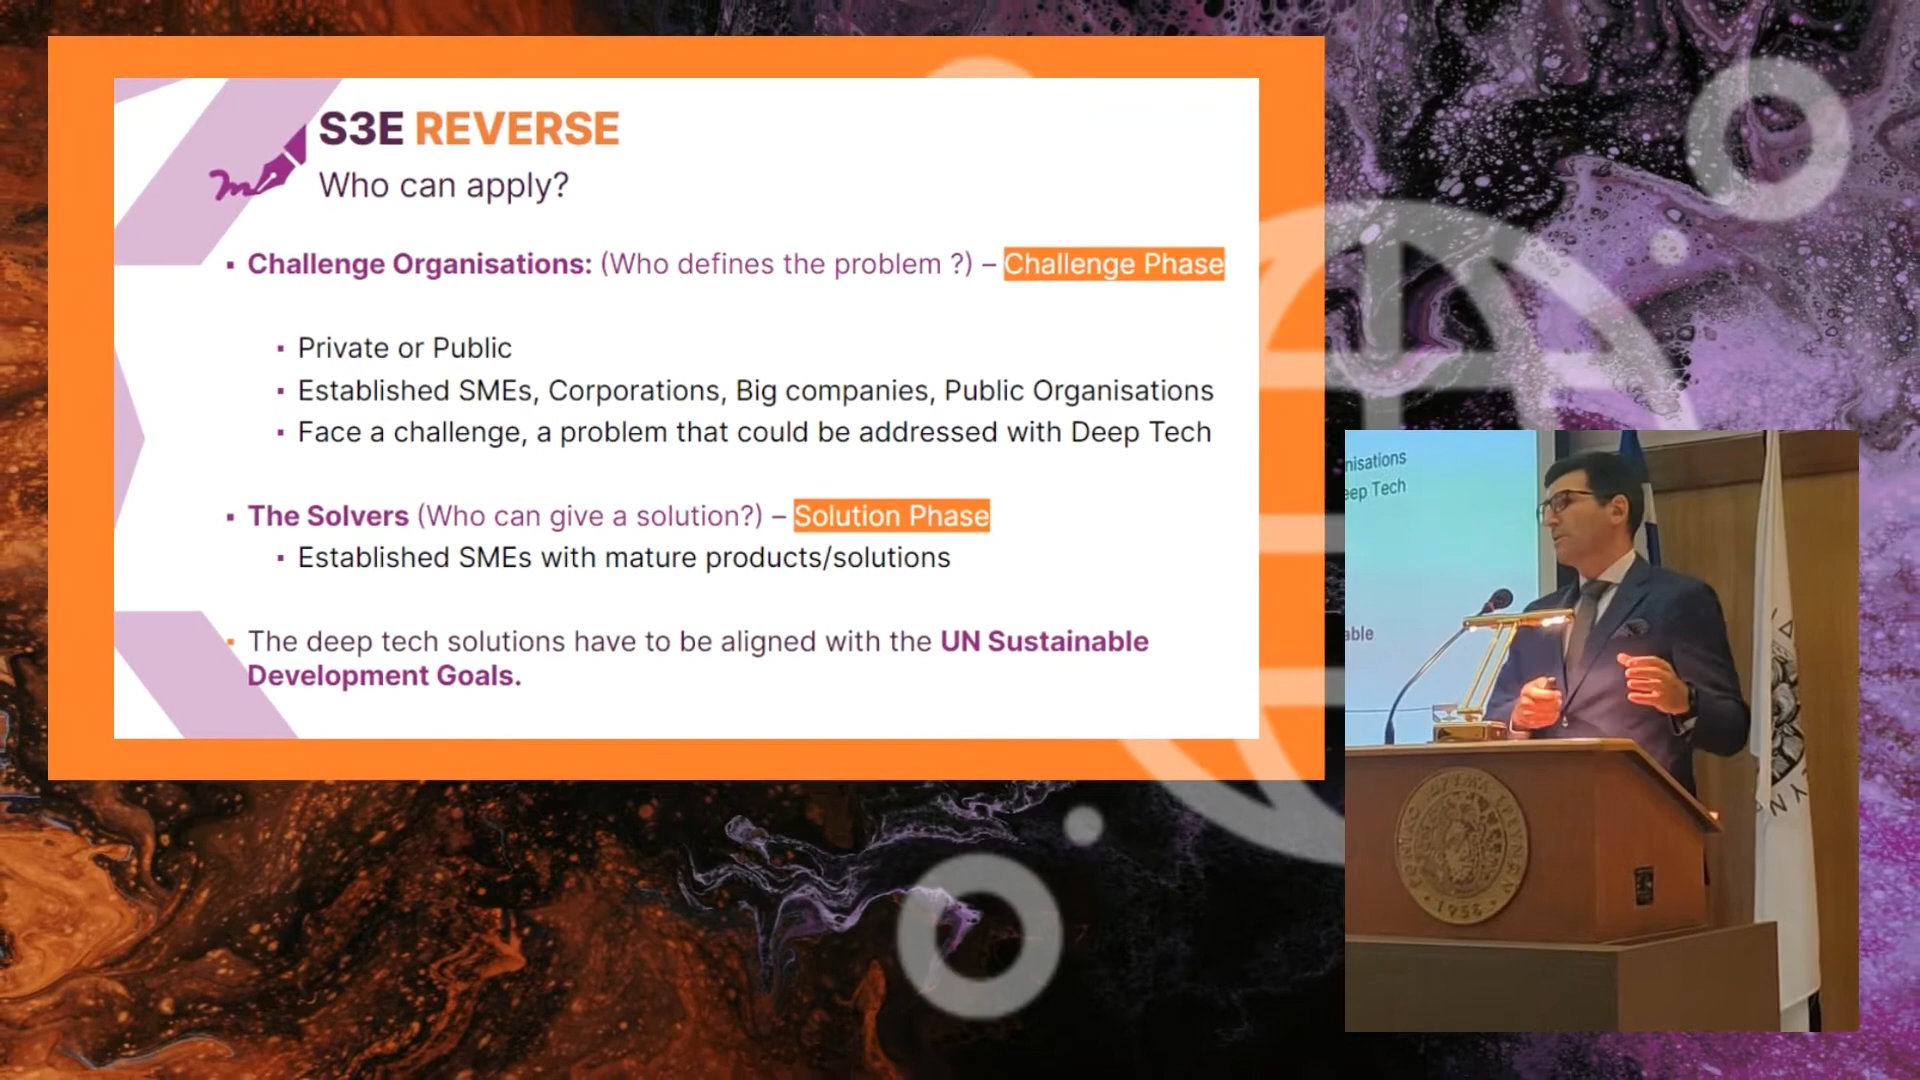 S3E REVERSE
Who can apply?
Challenge Organisations: (Who defines the problem ?) – Challenge Phase
Private or Public
Established SMEs, Corporations, Big companies, Public Organisations
Face a challenge, a problem that could be addressed with Deep Tech
The Solvers (Who can give a solution?) – Solution Phase
Established SMEs with mature products/solutions
The deep tech solutions have to be aligned with the UN Sustainable
Development Goals.
nisations
eep Tech
able
1958